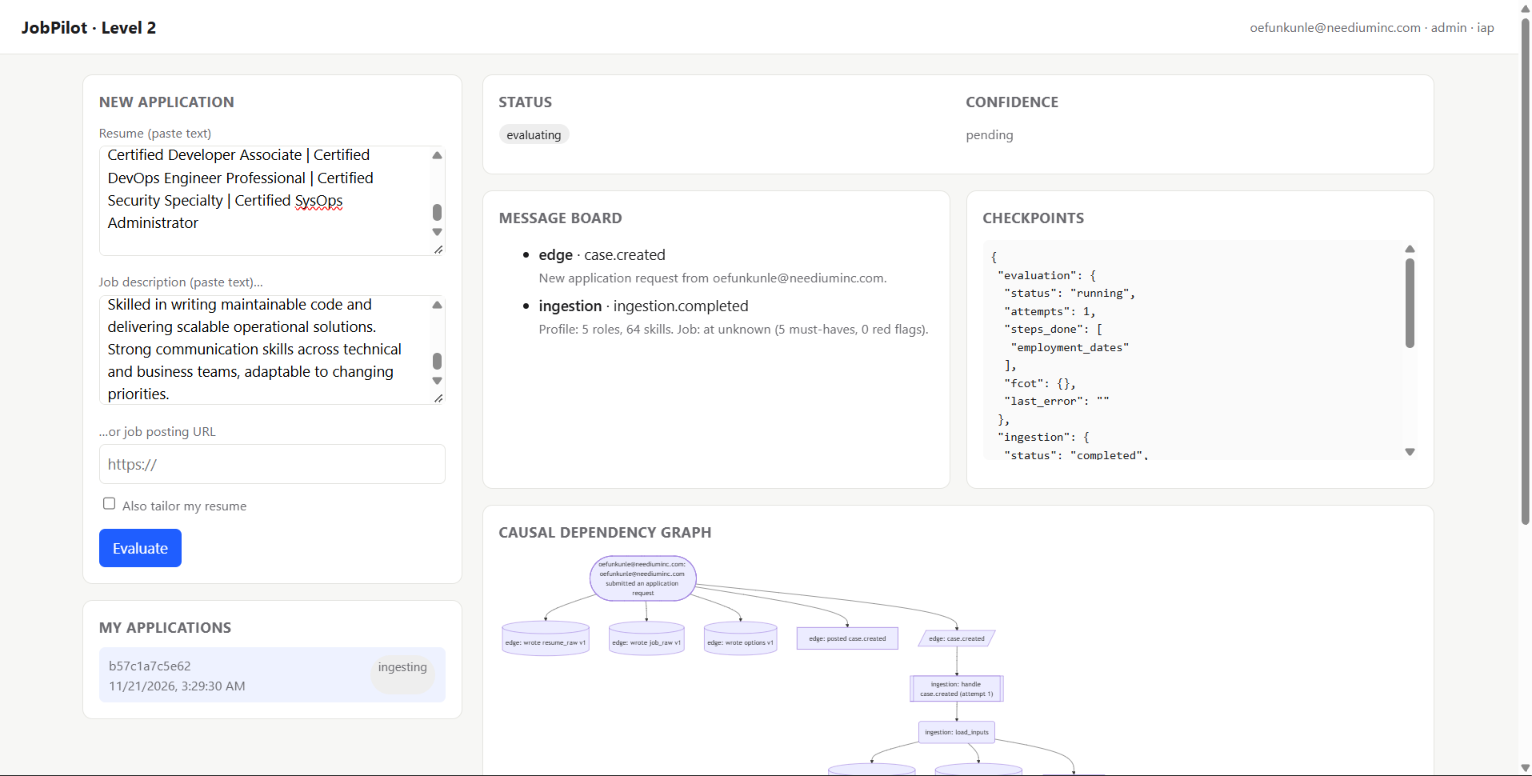 JobPilot · Level 2
oefunkunle@neediuminc.com · admin · iap
NEW APPLICATION
Resume (paste text)
Certified Developer Associate | Certified
DevOps Engineer Professional | Certified
Security Specialty | Certified SysOps
Administrator
Job description (paste text)...
Skilled in writing maintainable code and
delivering scalable operational solutions.
Strong communication skills across technical
and business teams, adaptable to changing
priorities.
...or job posting URL
https://
Also tailor my resume
Evaluate
MY APPLICATIONS
b57c1a7c5e62
ingesting
11/21/2026, 3:29:30 AM
STATUS
evaluating
CONFIDENCE
pending
MESSAGE BOARD
edge · case.created
New application request from oefunkunle@neediuminc.com.
ingestion · ingestion.completed
Profile: 5 roles, 64 skills. Job: at unknown (5 must-haves, 0 red flags).
CHECKPOINTS
{
"evaluation": {
"status": "running",
"attempts": 1,
"steps_done": [
"employment_dates"
],
"fcot": {},
"last_error": ""
},
"ingestion": {
"status": "completed",
CAUSAL DEPENDENCY GRAPH
oefunkunle@neediuminc.com:
oefunkunle@neediuminc.com
submitted an application
request
edge: wrote resume_raw v1
edge: wrote job_raw v1
edge: wrote options v1
edge: posted case.created
edge: case.created
ingestion: handle
case.created (attempt 1)
ingestion: load_inputs